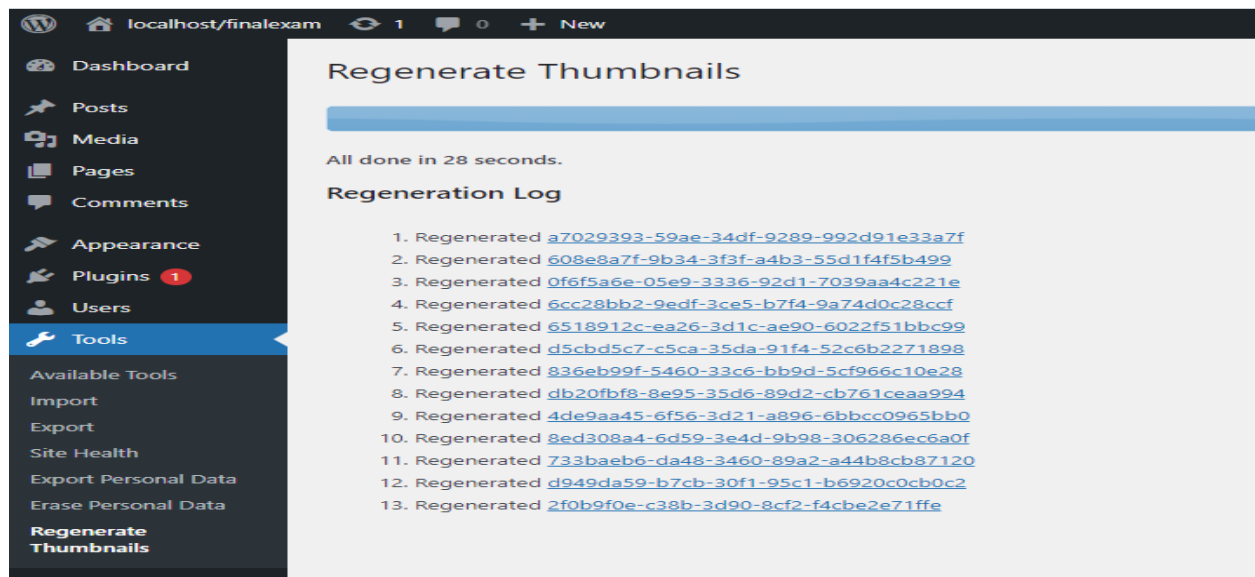 localhost/finalexam 1 0 New
Dashboard
Posts
Media
Pages
Comments
Appearance
Plugins 1
Users
Tools
Available Tools
Import
Export
Site Health
Export Personal Data
Erase Personal Data
Regenerate
Thumbnails
Regenerate Thumbnails
All done in 28 seconds.
Regeneration Log
1. Regenerated a7029393-59ae-34df-9289-992d91e33a7f
2. Regenerated 608e8a7f-9b34-3f3f-a4b3-55d1f4f5b499
3. Regenerated 0f6f5a6e-05e9-3336-92d1-7039aa4c221e
4. Regenerated 6cc28bb2-9edf-3ce5-b7f4-9a74d0c28ccf
5. Regenerated 6518912c-ea26-3d1c-ae90-6022f51bbc99
6. Regenerated d5cbd5c7-c5ca-35da-91f4-52c6b2271898
7. Regenerated 836eb99f-5460-33c6-bb9d-5cf966c10e28
8. Regenerated db20fbf8-8e95-35d6-89d2-cb761ceaa994
9. Regenerated 4de9aa45-6f56-3d21-a896-6bbcc0965bb0
10. Regenerated 8ed308a4-6d59-3e4d-9b98-306286ec6a0f
11. Regenerated 733baeb6-da48-3460-89a2-a44b8cb87120
12. Regenerated d949da59-b7cb-30f1-95c1-b6920c0cb0c2
13. Regenerated 2f0b9f0e-c38b-3d90-8cf2-f4cbe2e71ffe